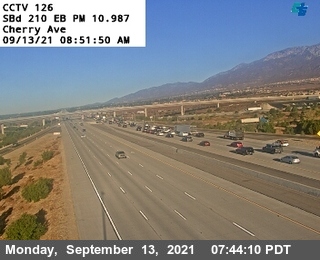 CCTV 126
SBd 210 EB PM 10.987
Cherry Ave
09/13/21 08:51:50 AM
Monday, September 13, 2021 07:44:10 PDT